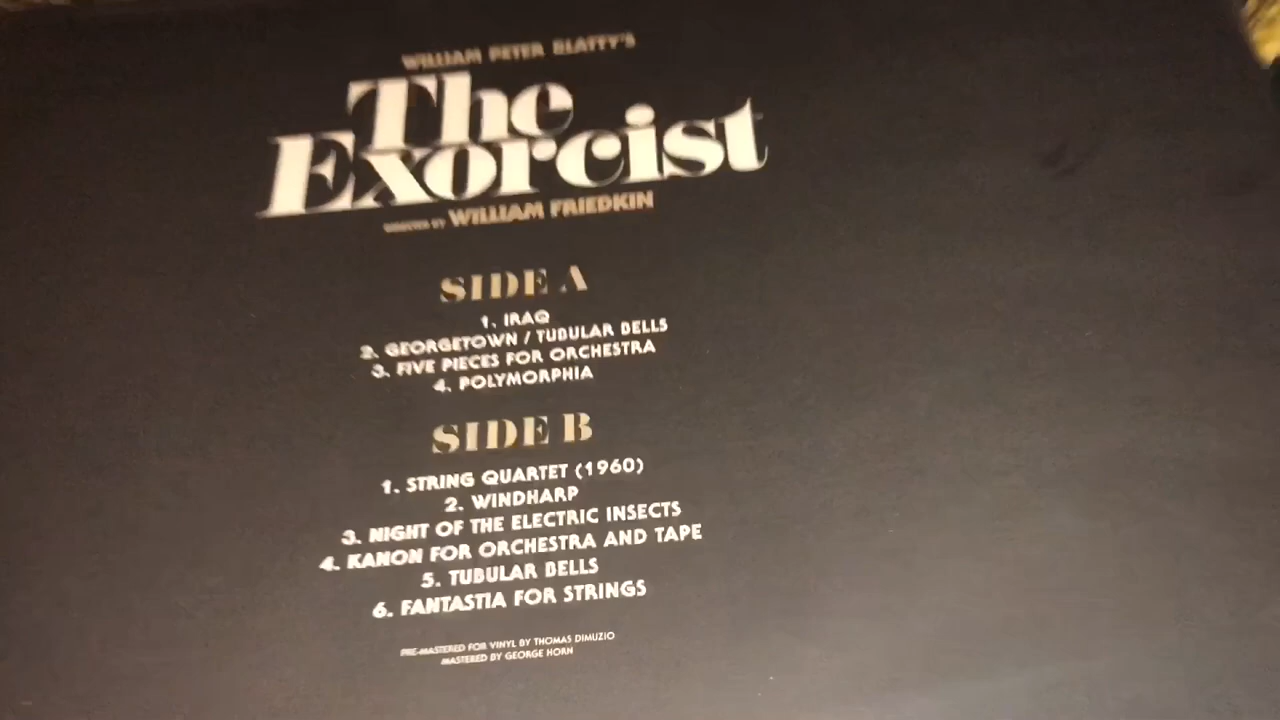 WILLIAM PETER BLATTY'S
The
Exorcist
DIRECTED BY WILLIAM FRIEDKIN
SIDE A
1. IRAQ
2. GEORGETOWN / TUBULAR BELLS
3. FIVE PIECES FOR ORCHESTRA
4. POLYMORPHIA
SIDE B
1. STRING QUARTET (1960)
2. WINDHARP
3. NIGHT OF THE ELECTRIC INSECTS
4. KANON FOR ORCHESTRA AND TAPE
5. TUBULAR BELLS
6. FANTASTIA FOR STRINGS
PRE-MASTERED FOR VINYL BY THOMAS DIMUZIO
MASTERED BY GEORGE HORN